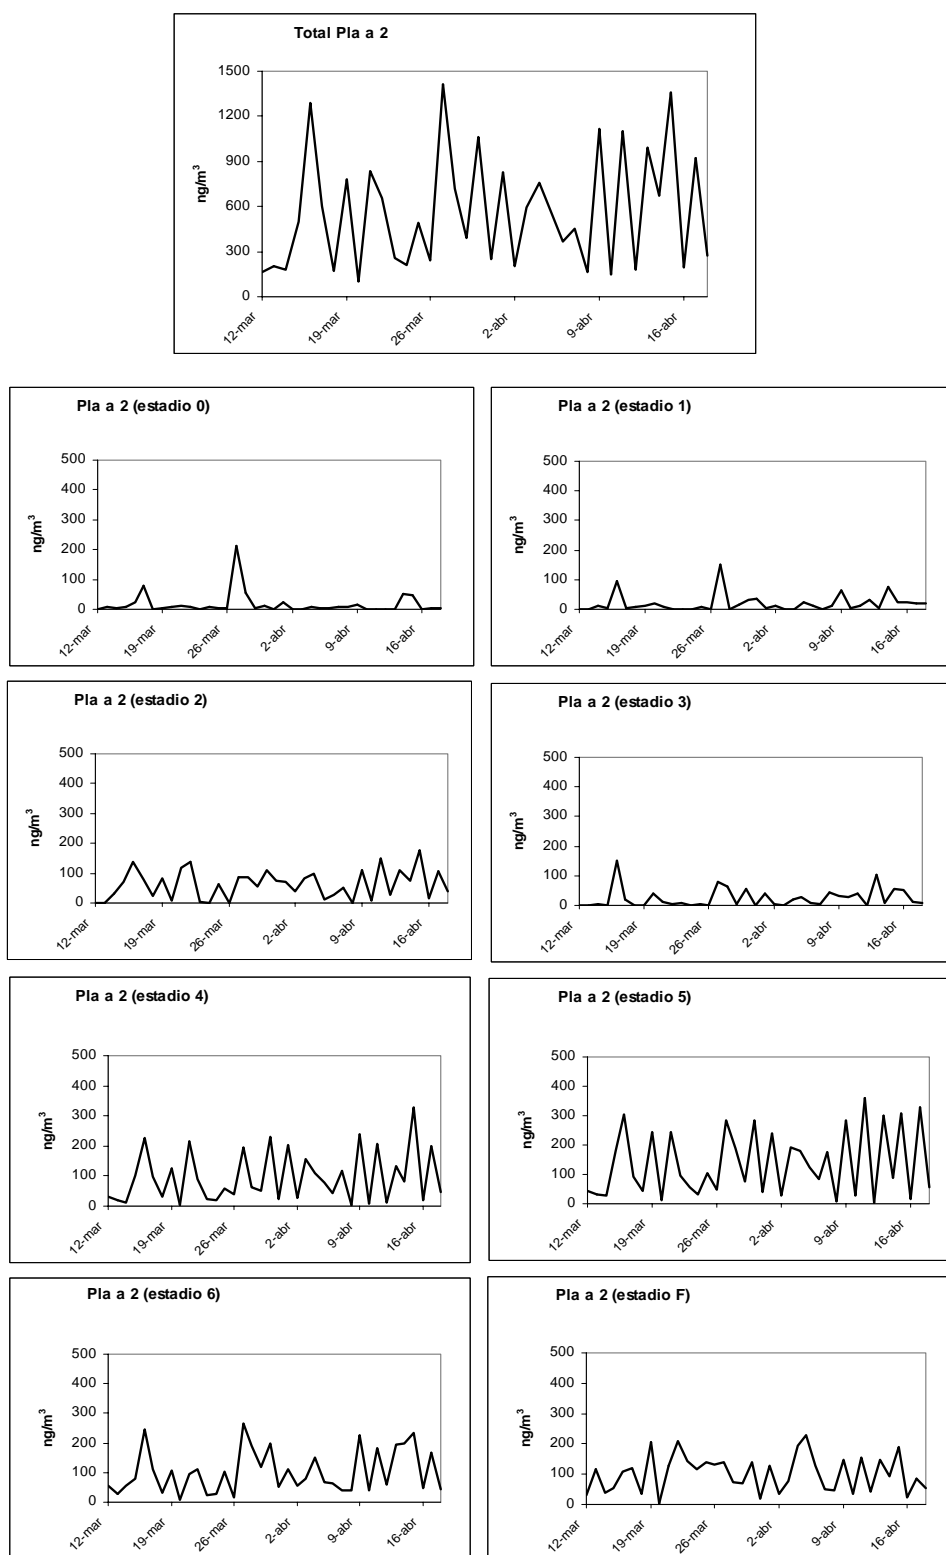 Total Pla a 2
1500
1200
900
600
300
0
ng/m³
12-mar
19-mar
26-mar
2-abr
9-abr
16-abr
Pla a 2 (estadio 0)
500
400
300
200
100
0
ng/m³
12-mar
19-mar
26-mar
2-abr
9-abr
16-abr
Pla a 2 (estadio 1)
500
400
300
200
100
0
ng/m³
12-mar
19-mar
26-mar
2-abr
9-abr
16-abr
Pla a 2 (estadio 2)
500
400
300
200
100
0
ng/m³
12-mar
19-mar
26-mar
2-abr
9-abr
16-abr
Pla a 2 (estadio 3)
500
400
300
200
100
0
ng/m³
12-mar
19-mar
26-mar
2-abr
9-abr
16-abr
Pla a 2 (estadio 4)
500
400
300
200
100
0
ng/m³
12-mar
19-mar
26-mar
2-abr
9-abr
16-abr
Pla a 2 (estadio 5)
500
400
300
200
100
0
ng/m³
12-mar
19-mar
26-mar
2-abr
9-abr
16-abr
Pla a 2 (estadio 6)
500
400
300
200
100
0
ng/m³
12-mar
19-mar
26-mar
2-abr
9-abr
16-abr
Pla a 2 (estadio F)
500
400
300
200
100
0
ng/m³
12-mar
19-mar
26-mar
2-abr
9-abr
16-abr